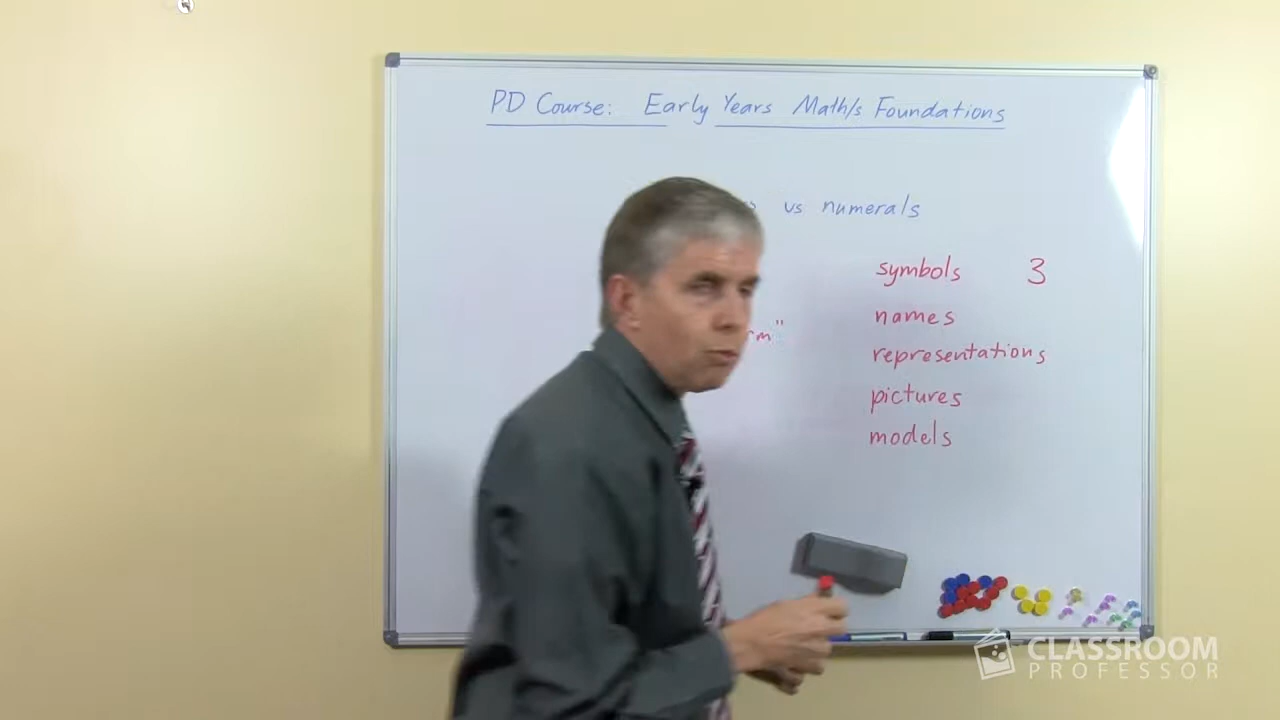 PD Course: Early Years Math/s Foundations
vs numerals
symbols 3
names
representations
pictures
models
CLASSROOM
PROFESSOR